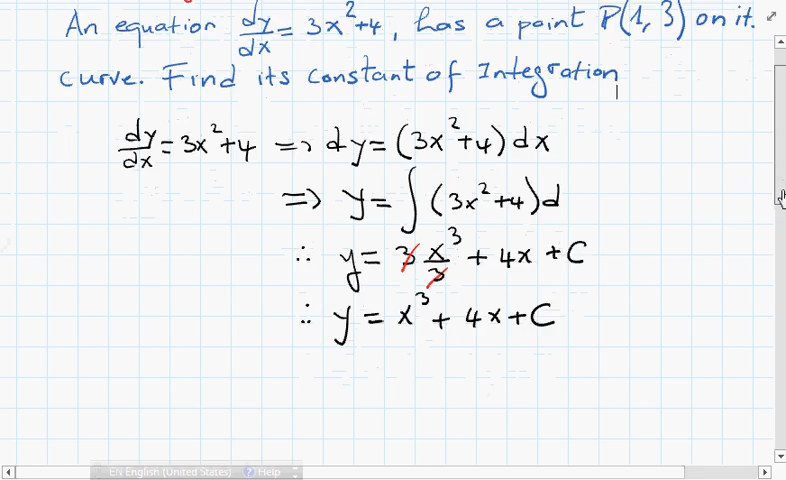 An equation dy/dx = 3x²+4, has a point P(1, 3) on it.
curve. Find its constant of Integration
dy/dx = 3x²+4 => dy = (3x²+4) dx
=> y = ∫ (3x²+4) d
∴ y = 3 x³/3 + 4x + C
∴ y = x³ + 4x + C
EN English (United States) ? Help